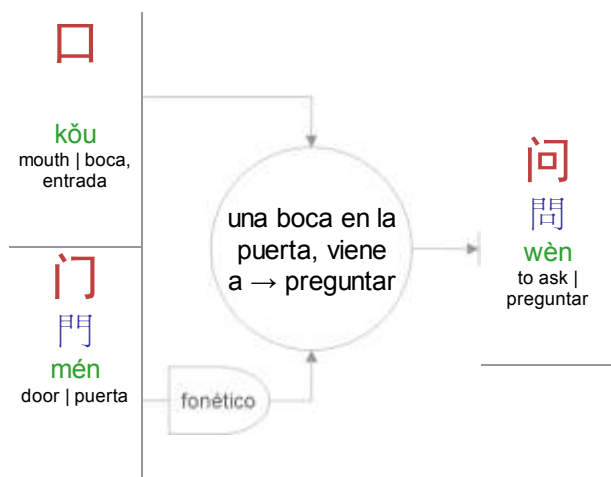 口
kǒu
mouth | boca,
entrada
门
門
mén
door | puerta
fonético
una boca en la
puerta, viene
a → preguntar
问
問
wèn
to ask |
preguntar